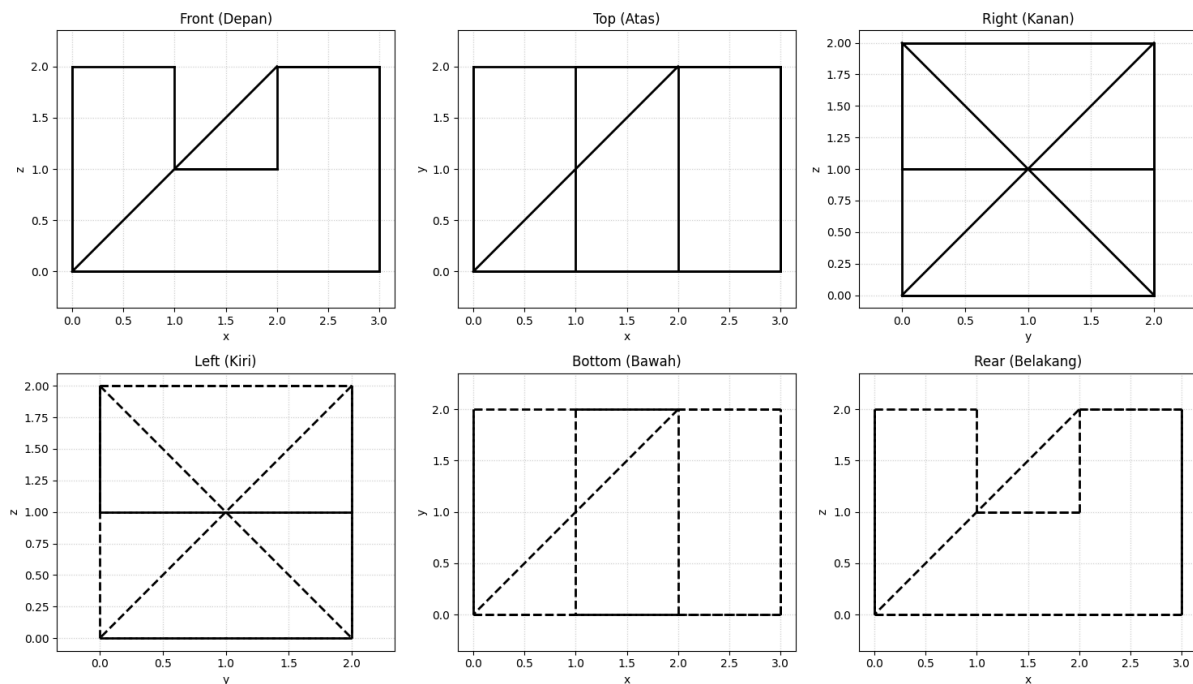 Front (Depan)
2.0
1.5
z
1.0
0.5
0.0
0.0 0.5 1.0 1.5 2.0 2.5 3.0
x
Top (Atas)
2.0
1.5
y
1.0
0.5
0.0
0.0 0.5 1.0 1.5 2.0 2.5 3.0
x
Right (Kanan)
2.00
1.75
1.50
1.25
z
1.00
0.75
0.50
0.25
0.00
0.0 0.5 1.0 1.5 2.0
y
Left (Kiri)
2.00
1.75
1.50
1.25
z
1.00
0.75
0.50
0.25
0.00
0.0 0.5 1.0 1.5 2.0
y
Bottom (Bawah)
2.0
1.5
y
1.0
0.5
0.0
0.0 0.5 1.0 1.5 2.0 2.5 3.0
x
Rear (Belakang)
2.0
1.5
z
1.0
0.5
0.0
0.0 0.5 1.0 1.5 2.0 2.5 3.0
x